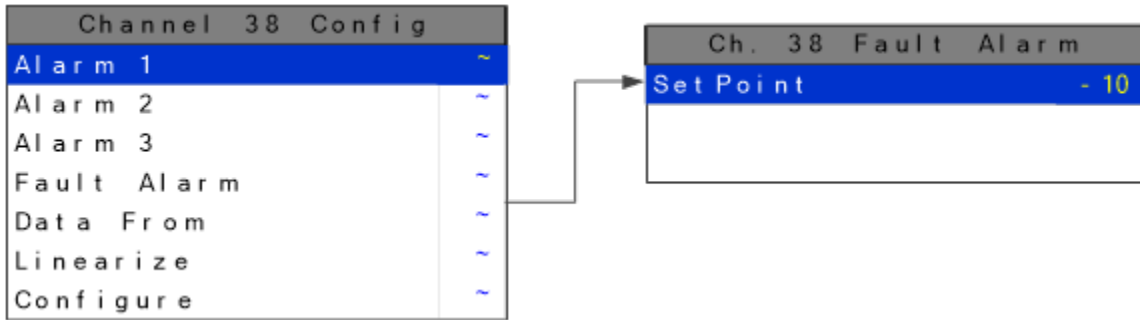 Channel 38 Config
Alarm 1 ~
Alarm 2 ~
Alarm 3 ~
Fault Alarm ~
Data From ~
Linearize ~
Configure ~
Ch. 38 Fault Alarm
Set Point - 10